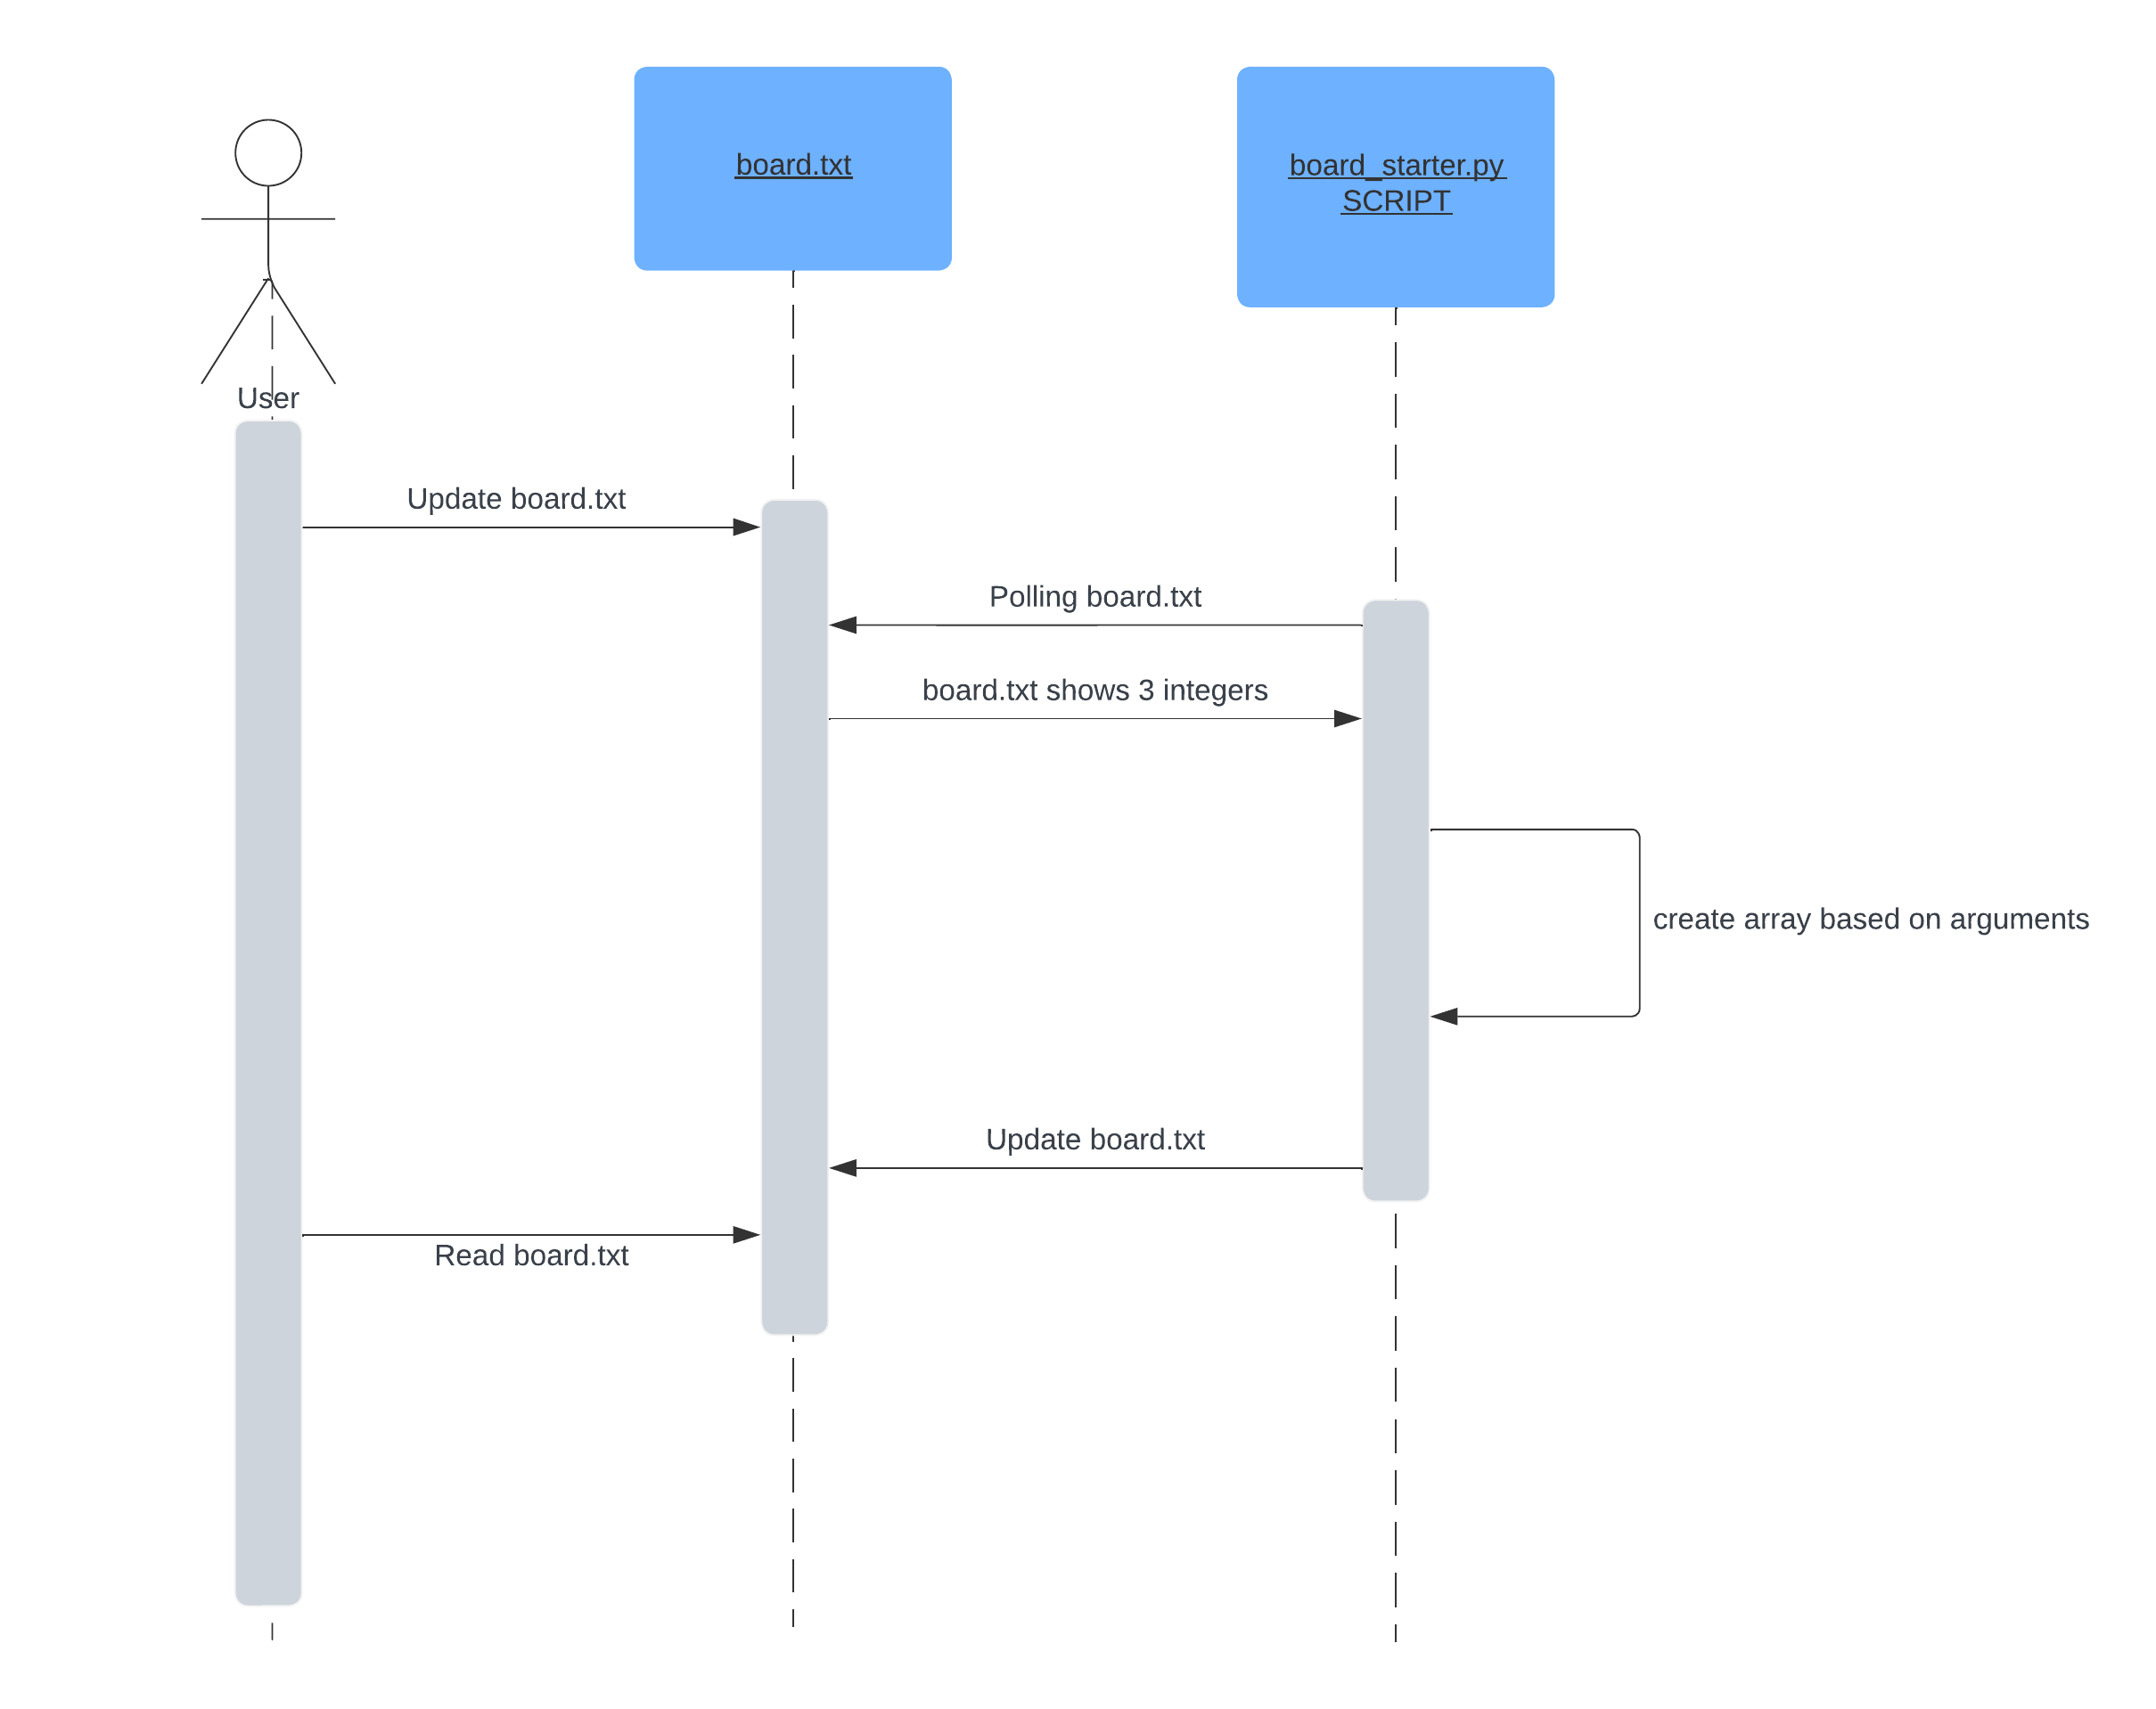 board.txt
board_starter.py
SCRIPT
User
Update board.txt
Polling board.txt
board.txt shows 3 integers
create array based on arguments
Update board.txt
Read board.txt